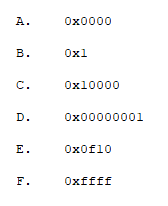 A. 0x0000
B. 0x1
C. 0x10000
D. 0x00000001
E. 0x0f10
F. 0xffff